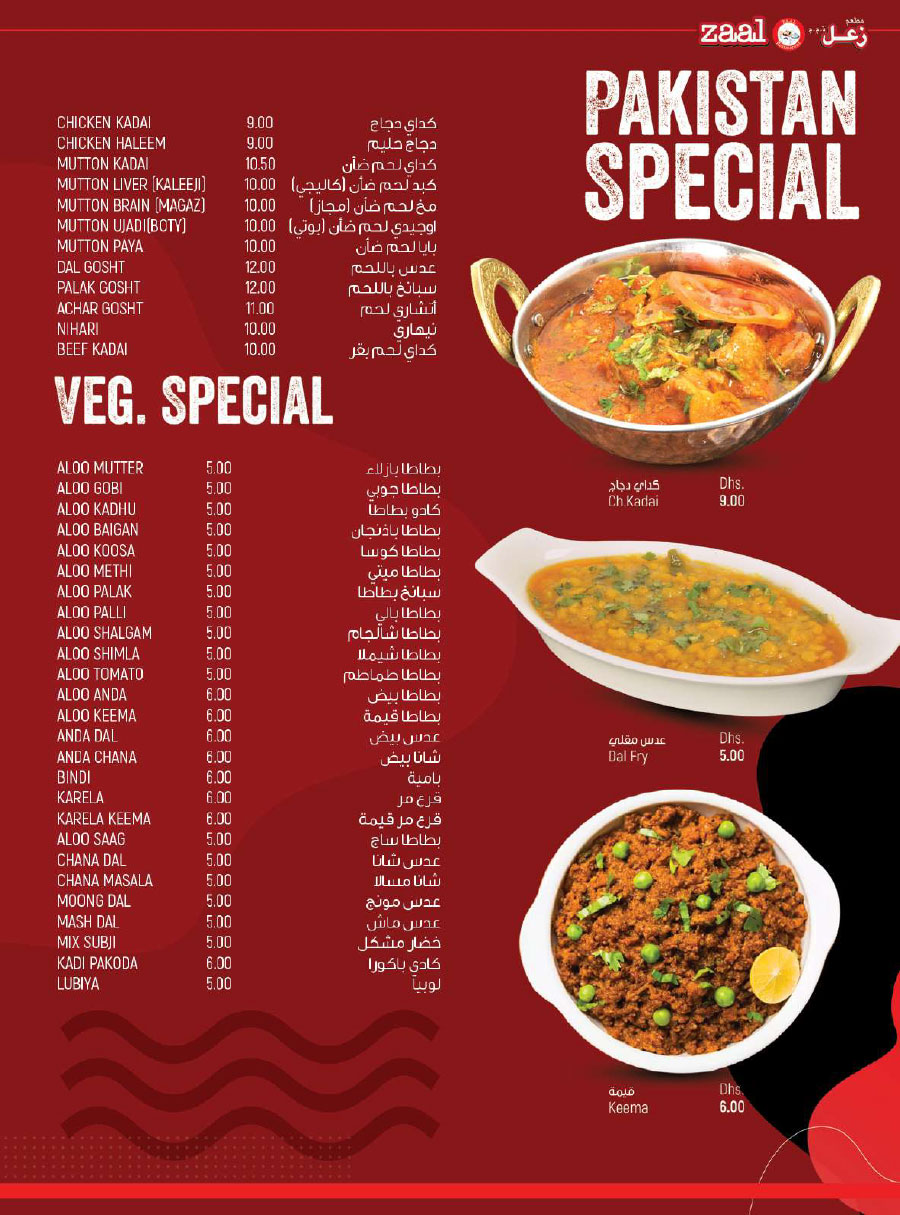 zaal
مطعم
زعل
PAKISTAN
SPECIAL
CHICKEN KADAI 9.00 كداي دجاج
CHICKEN HALEEM 9.00 دجاج حليم
MUTTON KADAI 10.50 كداي لحم ضأن
MUTTON LIVER [KALEEJI] 10.00 كبد لحم ضأن (كاليجي)
MUTTON BRAIN [MAGAZ] 10.00 مخ لحم ضأن (مجاز)
MUTTON UJADI(BOTY] 10.00 اوجيدي لحم ضأن (بوتي)
MUTTON PAYA 10.00 بايا لحم ضأن
DAL GOSHT 12.00 عدس باللحم
PALAK GOSHT 12.00 سبانخ باللحم
ACHAR GOSHT 11.00 أتشاري لحم
NIHARI 10.00 نيهاري
BEEF KADAI 10.00 كداي لحم بقر
VEG. SPECIAL
ALOO MUTTER 5.00 بطاطا بازلاء
ALOO GOBI 5.00 بطاطا جوبي
ALOO KADHU 5.00 كادو بطاطا
ALOO BAIGAN 5.00 بطاطا باذنجان
ALOO KOOSA 5.00 بطاطا كوسا
ALOO METHI 5.00 بطاطا ميتي
ALOO PALAK 5.00 سبانخ بطاطا
ALOO PALLI 5.00 بطاطا بالي
ALOO SHALGAM 5.00 بطاطا شالجام
ALOO SHIMLA 5.00 بطاطا شيملا
ALOO TOMATO 5.00 بطاطا طماطم
ALOO ANDA 6.00 بطاطا بيض
ALOO KEEMA 6.00 بطاطا قيمة
ANDA DAL 6.00 عدس بيض
ANDA CHANA 6.00 شانا بيض
BINDI 6.00 بامية
KARELA 6.00 قرع مر
KARELA KEEMA 6.00 قرع مر قيمة
ALOO SAAG 5.00 بطاطا ساج
CHANA DAL 5.00 عدس شانا
CHANA MASALA 5.00 شانا مسالا
MOONG DAL 5.00 عدس مونج
MASH DAL 5.00 عدس ماش
MIX SUBJI 5.00 خضار مشكل
KADI PAKODA 6.00 كادي باكورا
LUBIYA 5.00 لوبيا
كداي دجاج Dhs.
Ch.Kadai 9.00
عدس مقلي Dhs.
Dal Fry 5.00
قيمة Dhs.
Keema 6.00